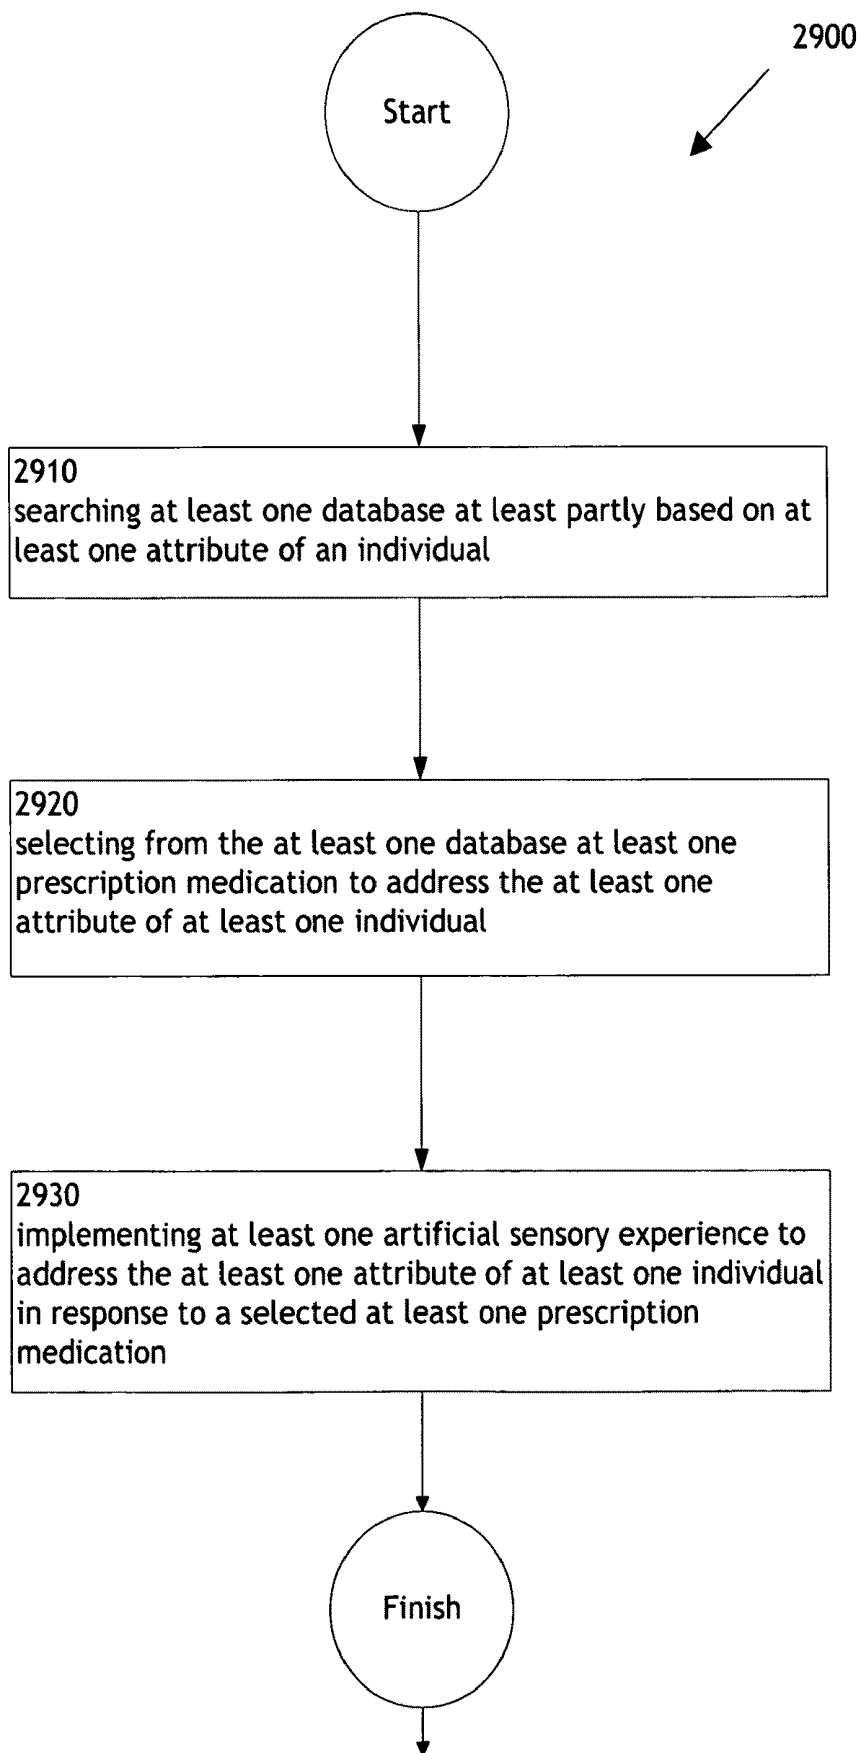 2900
Start
2910
searching at least one database at least partly based on at
least one attribute of an individual
2920
selecting from the at least one database at least one
prescription medication to address the at least one
attribute of at least one individual
2930
implementing at least one artificial sensory experience to
address the at least one attribute of at least one individual
in response to a selected at least one prescription
medication
Finish